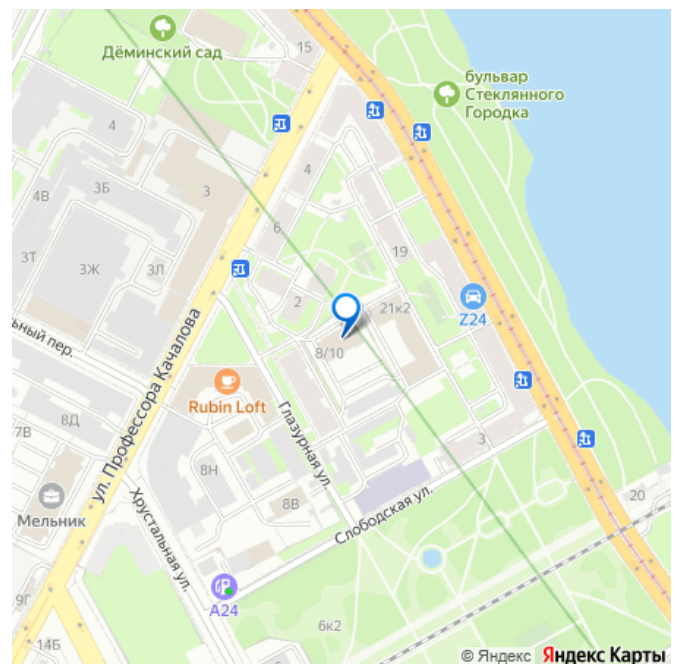 Дёминский сад
15
бульвар
Стеклянного
Городка
4
4В
3Б
3
4
6
3Т
3Ж
3Л
19
2
21к2
Z24
ьный пер.
ул. Профессора Качалова
8/10
Rubin Loft
Глазурная ул.
7В
8Д
8Н
3
Мельник
8В
Слободская ул.
20
Хрустальная ул.
A24
9Г
6к2
14Б
© Яндекс Яндекс Карты